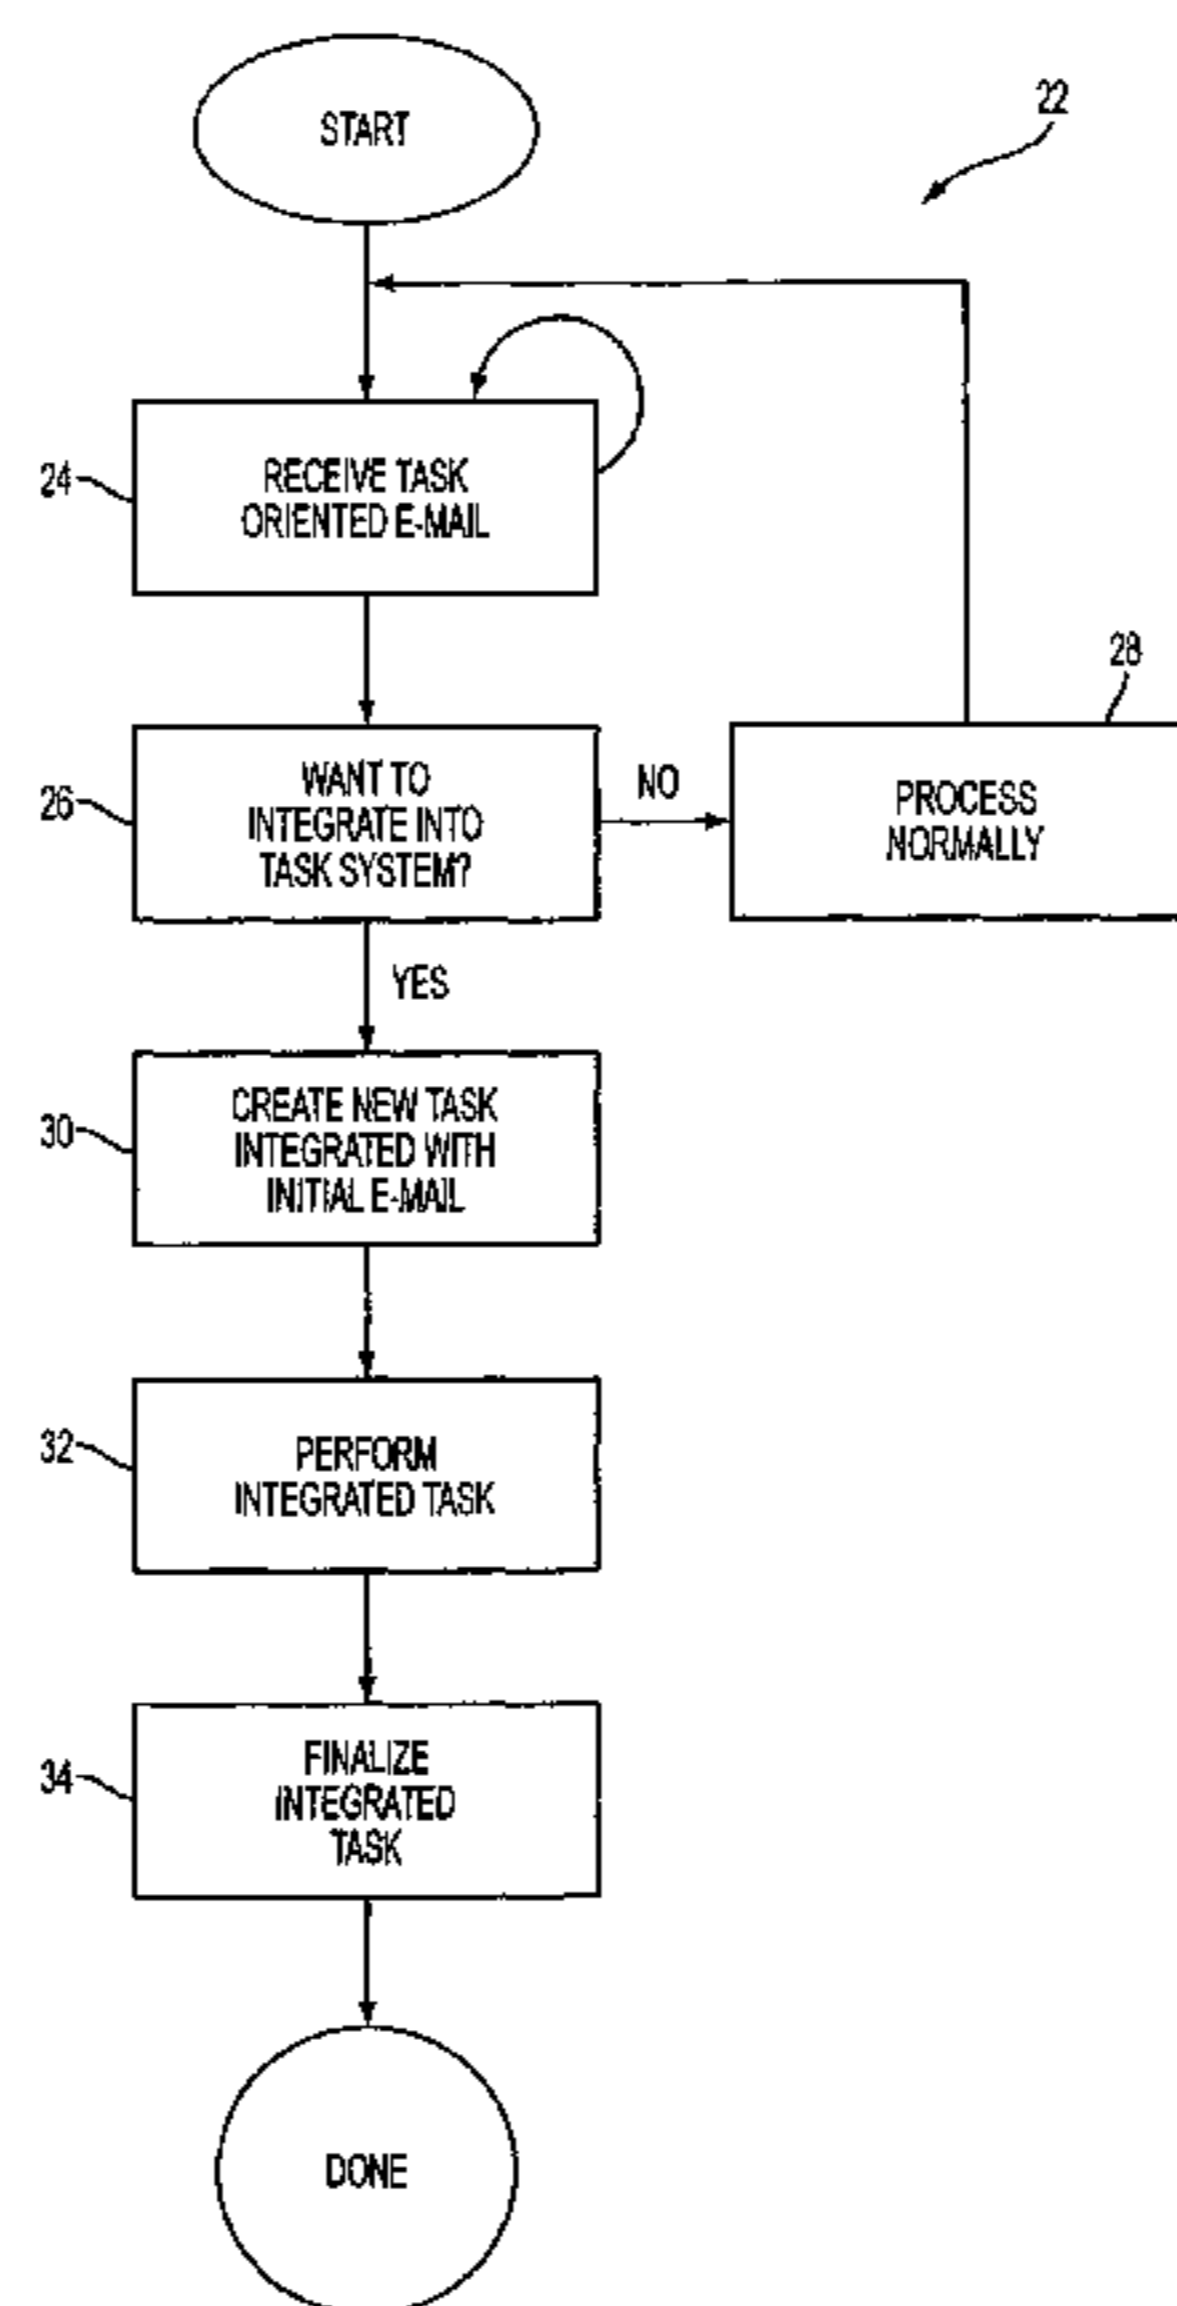 START
22
24
RECEIVE TASK
ORIENTED E-MAIL
26
WANT TO
INTEGRATE INTO
TASK SYSTEM?
NO
28
PROCESS
NORMALLY
YES
30
CREATE NEW TASK
INTEGRATED WITH
INITIAL E-MAIL
32
PERFORM
INTEGRATED TASK
34
FINALIZE
INTEGRATED
TASK
DONE